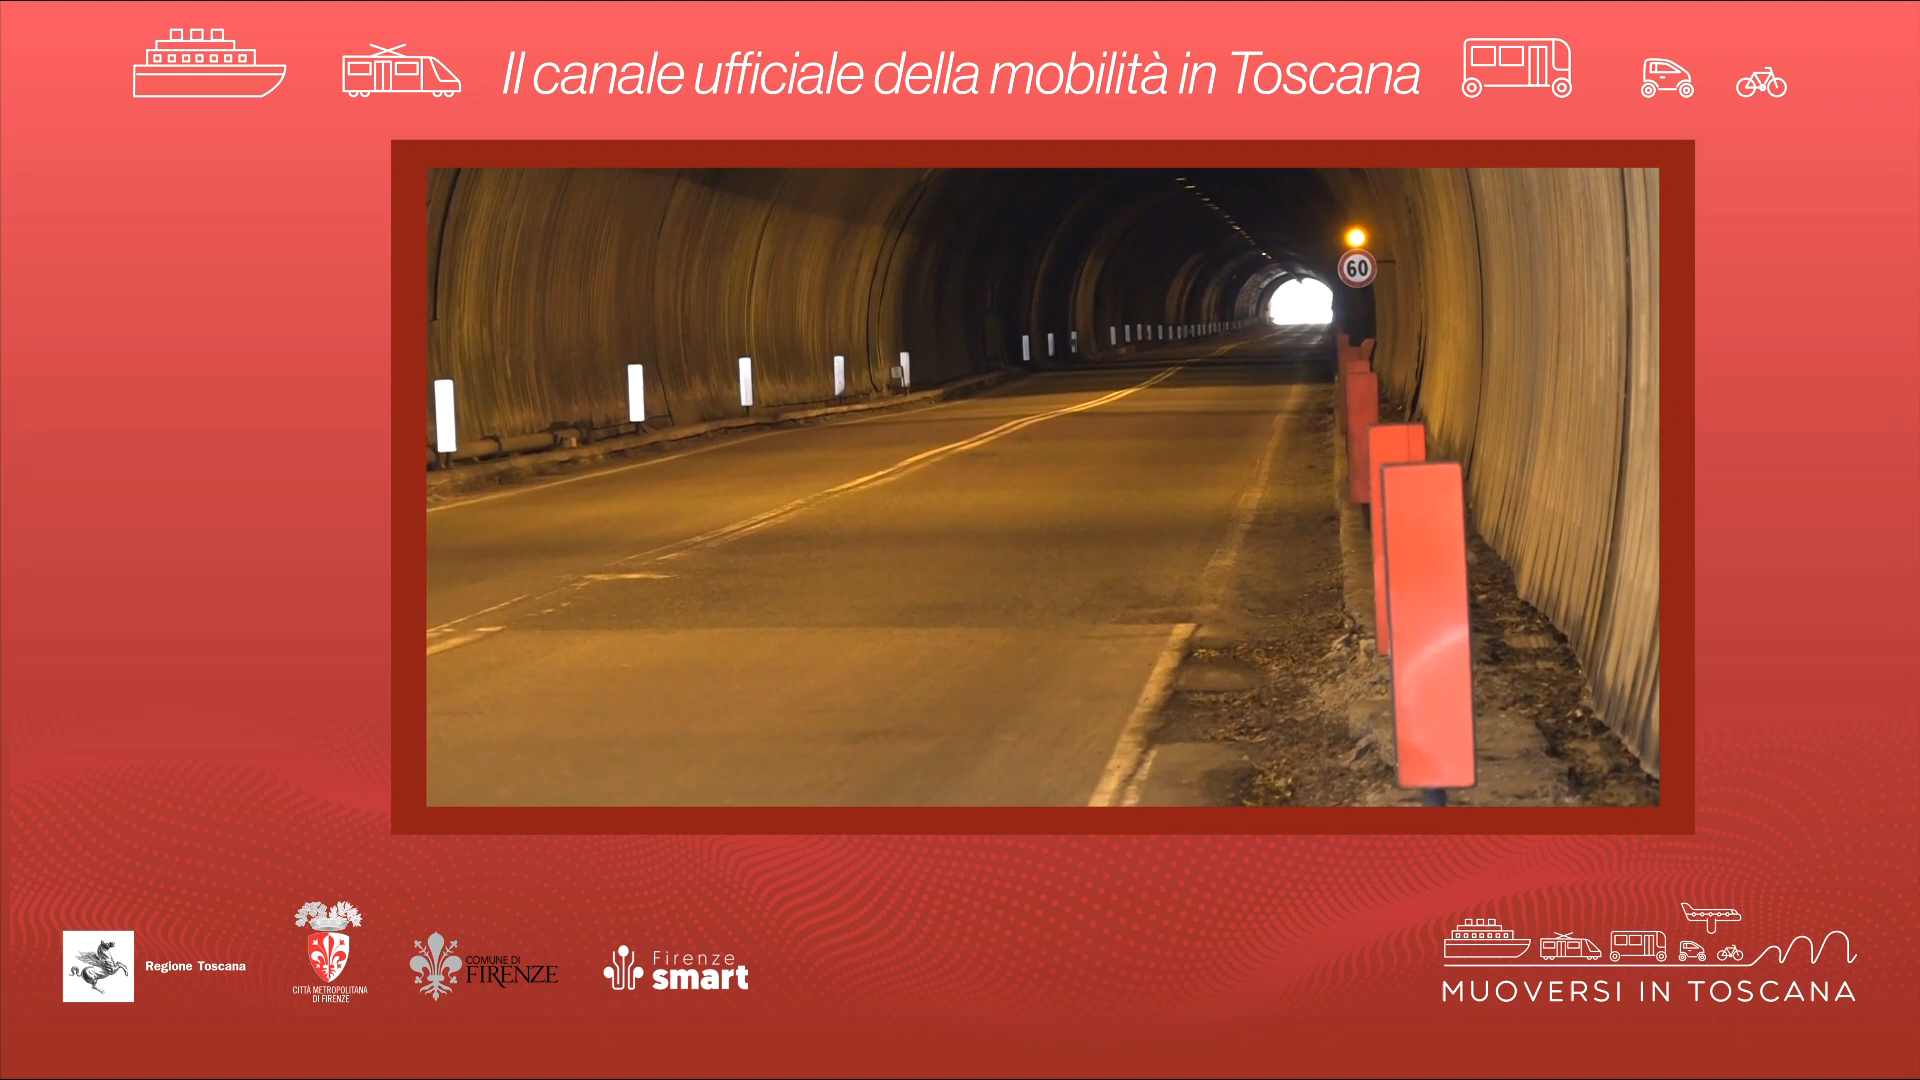 Il canale ufficiale della mobilità in Toscana
60
Regione Toscana
CITTÀ METROPOLITANA
DI FIRENZE
COMUNE DI
FIRENZE
Firenze
smart
MUOVERSI IN TOSCANA